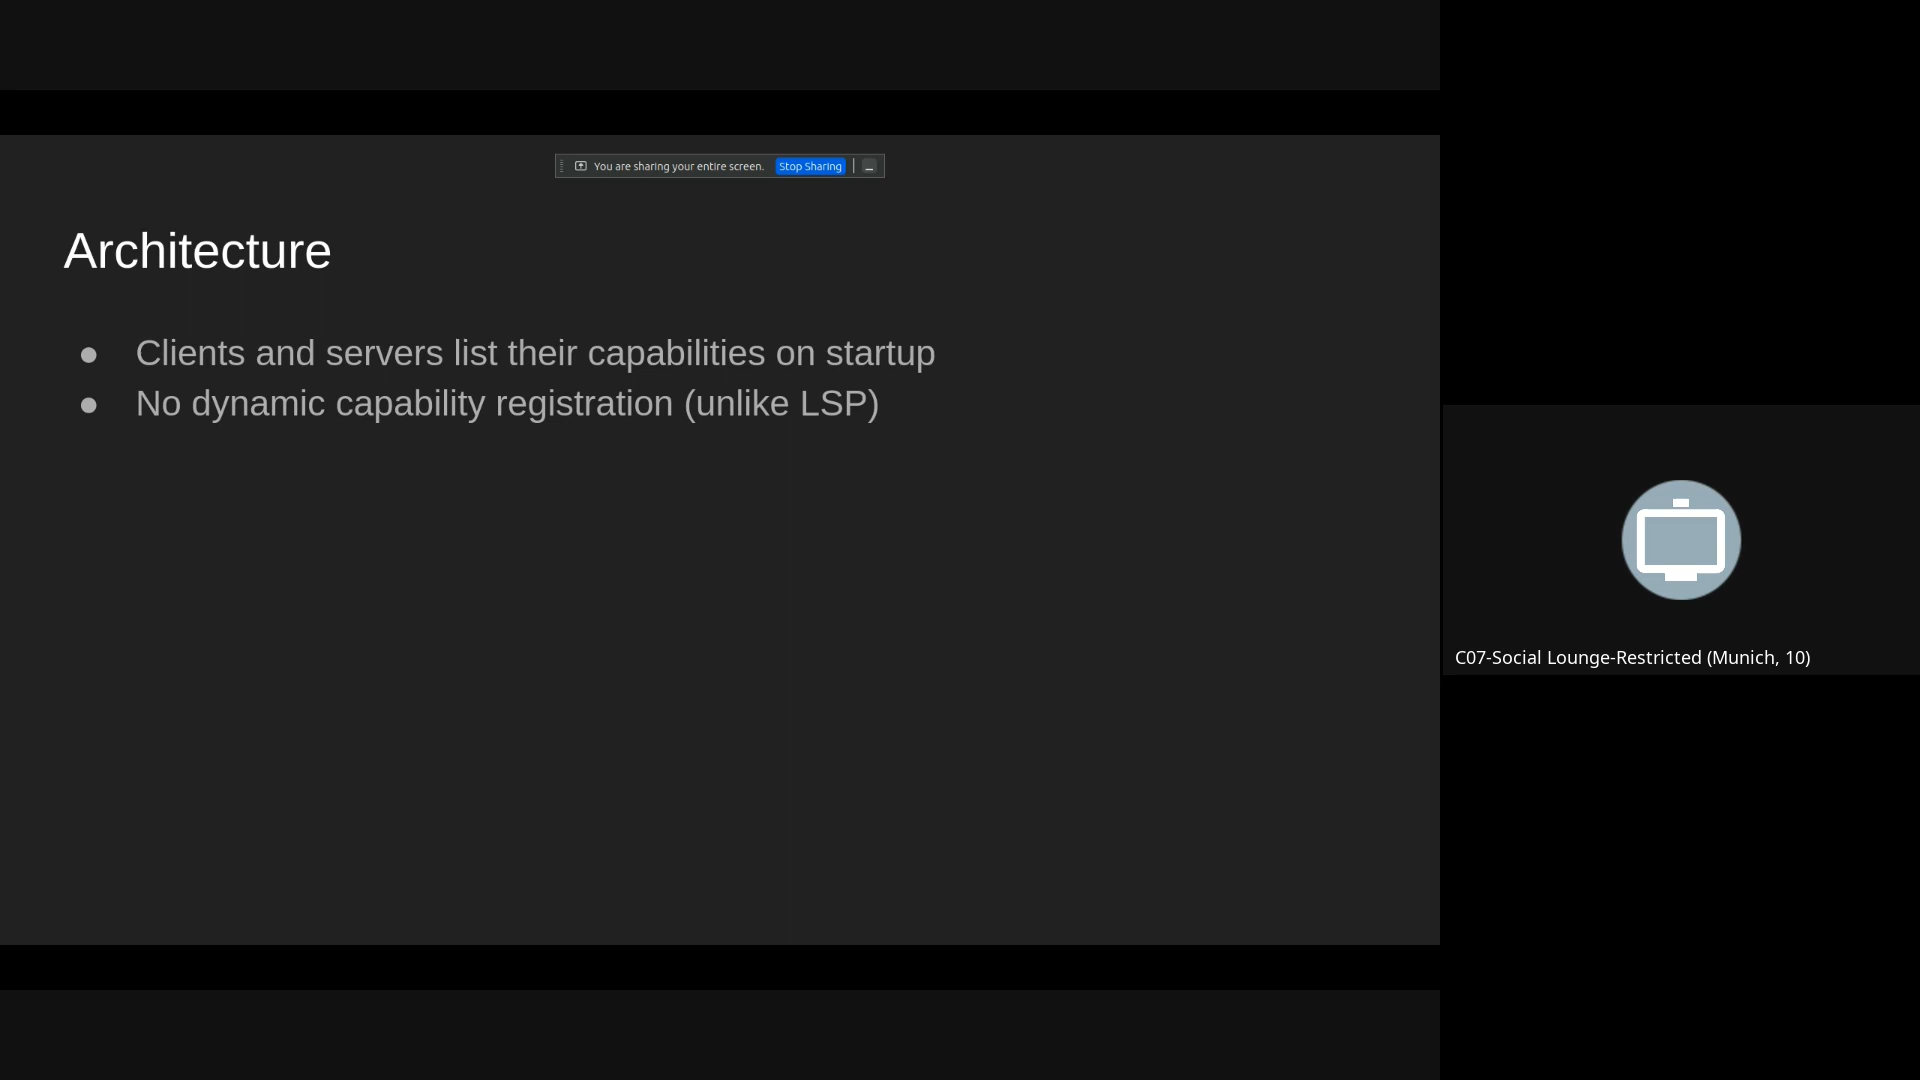 You are sharing your entire screen. Stop Sharing
Architecture
● Clients and servers list their capabilities on startup
● No dynamic capability registration (unlike LSP)
C07-Social Lounge-Restricted (Munich, 10)